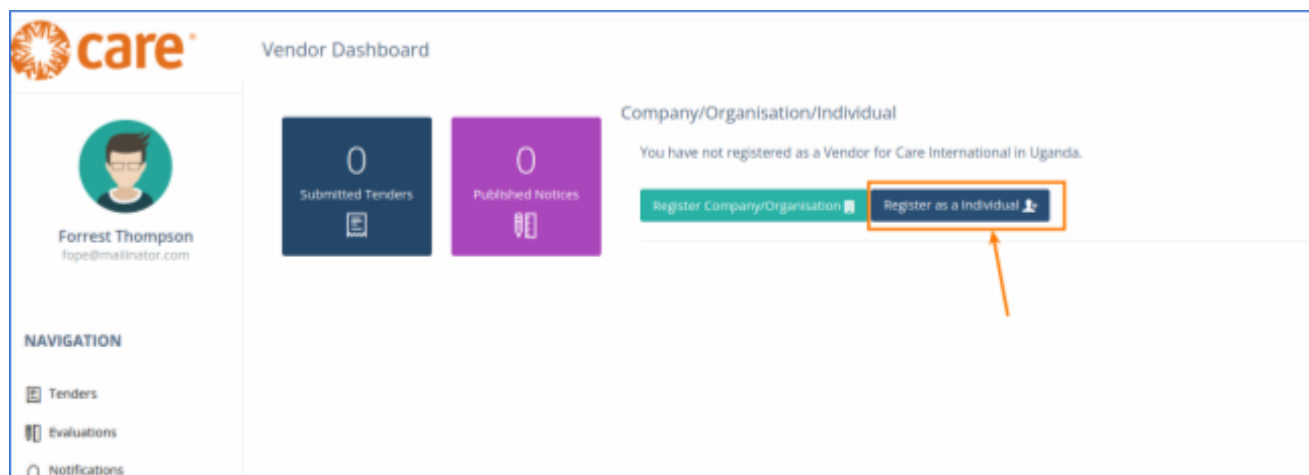 care
Vendor Dashboard
Forrest Thompson
fope@mailinator.com
NAVIGATION
Tenders
Evaluations
Notifications
0
Submitted Tenders
0
Published Notices
Company/Organisation/Individual
You have not registered as a Vendor for Care International in Uganda.
Register Company/Organisation
Register as a Individual